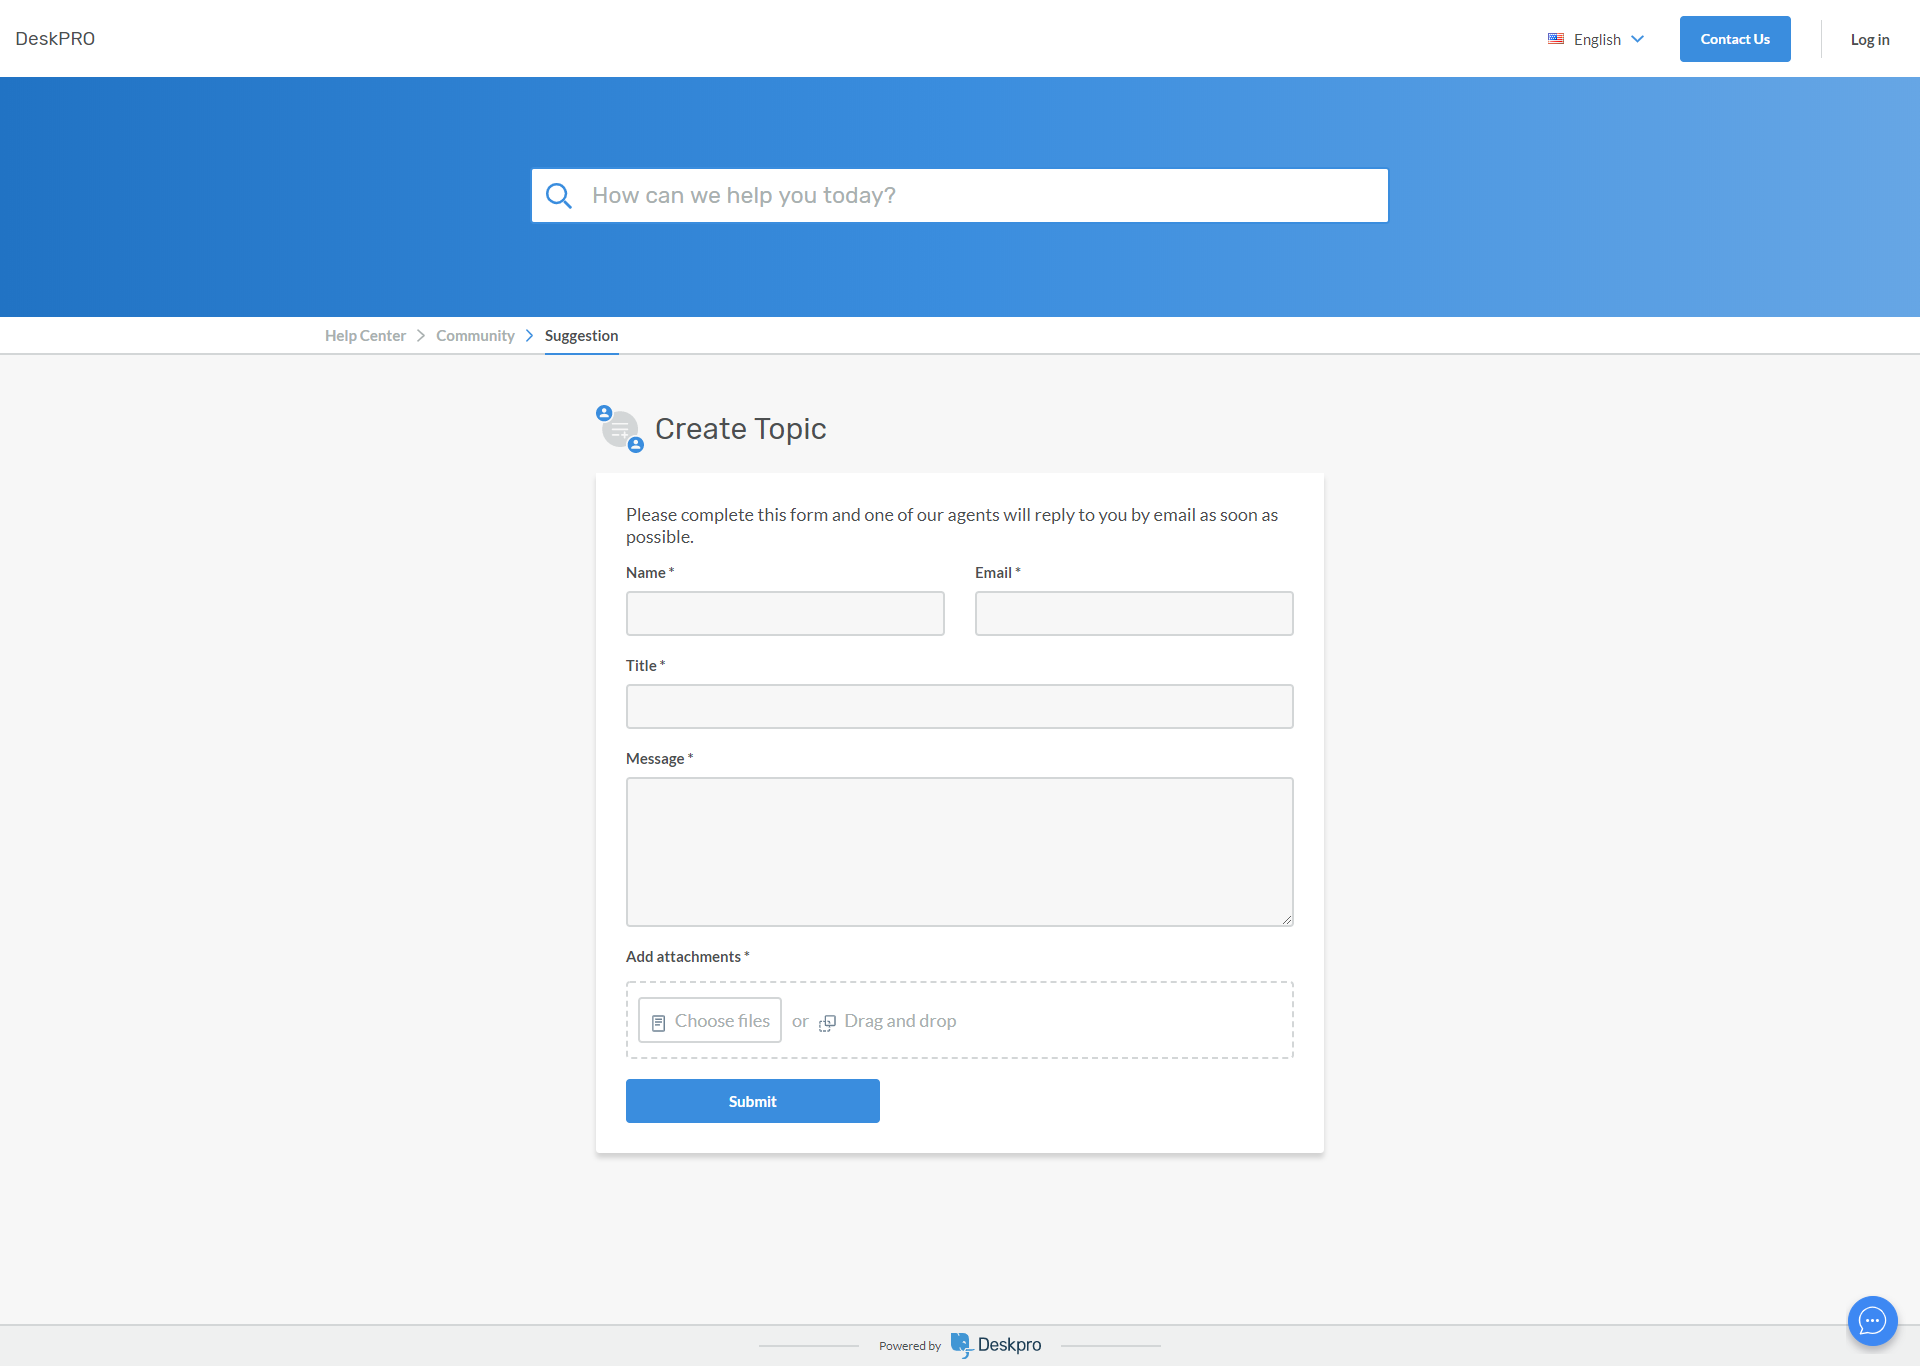 DeskPRO
English
Contact Us
Log in
How can we help you today?
Help Center
Community
Suggestion
Create Topic
Please complete this form and one of our agents will reply to you by email as soon as
possible.
Name *
Email *
Title *
Message *
Add attachments *
Choose files or Drag and drop
Submit
Powered by Deskpro